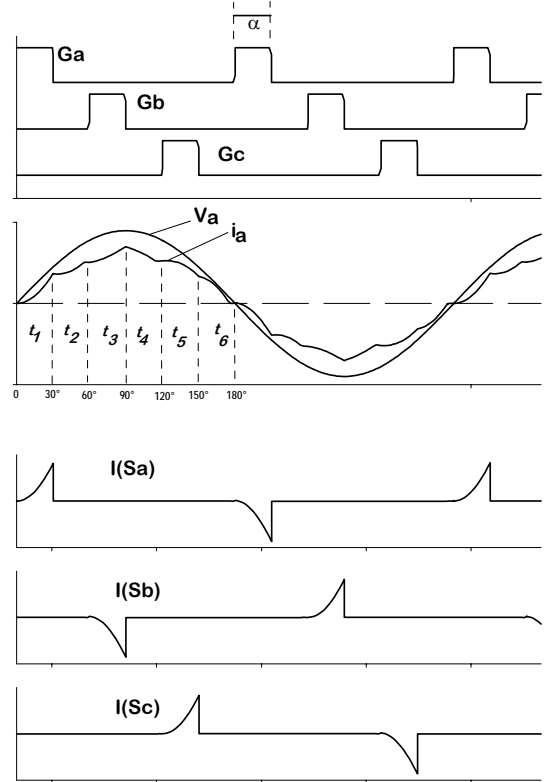 α
Ga
Gb
Gc
Va
ia
t1 t2 t3 t4 t5 t6
0 30° 60° 90° 120° 150° 180°
I(Sa)
I(Sb)
I(Sc)